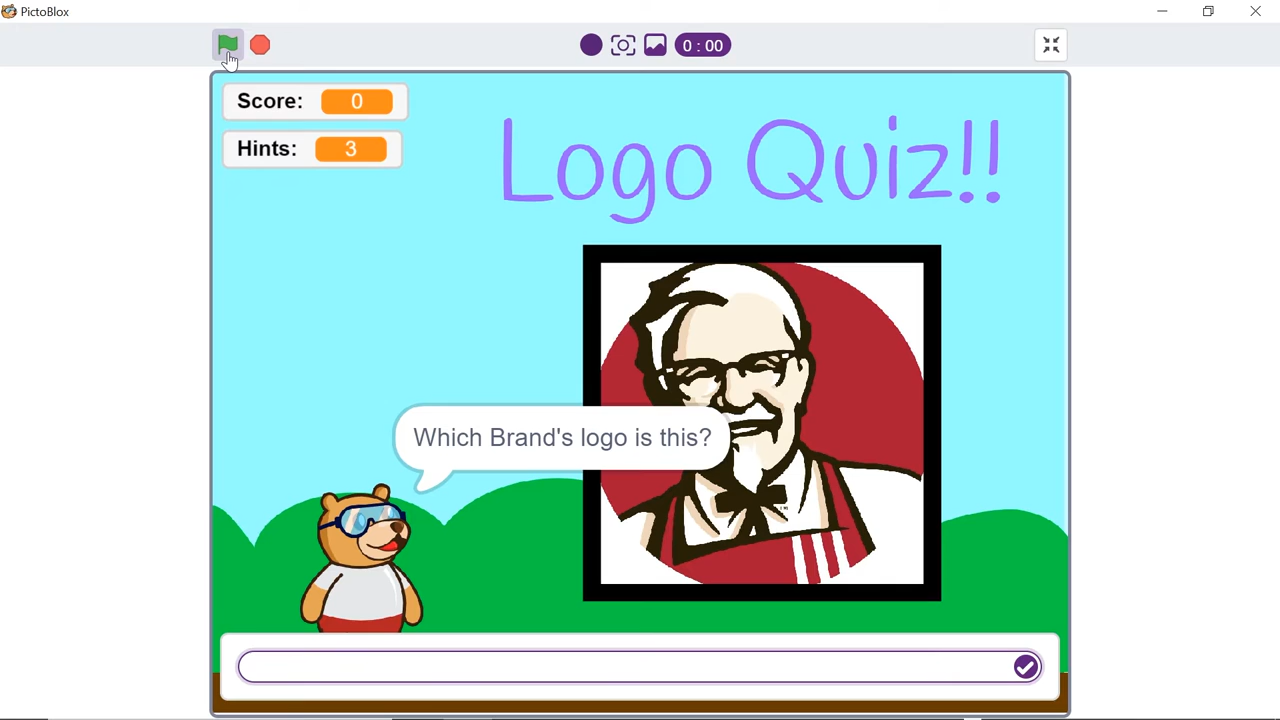 PictoBlox
0 : 00
Score: 0
Hints: 3
Logo Quiz!!
Which Brand's logo is this?